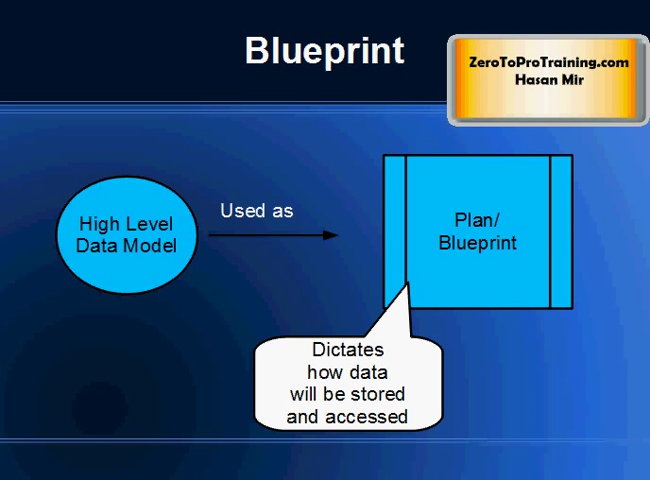 Blueprint
ZeroToProTraining.com
Hasan Mir
High Level
Data Model
Used as
Plan/
Blueprint
Dictates
how data
will be stored
and accessed